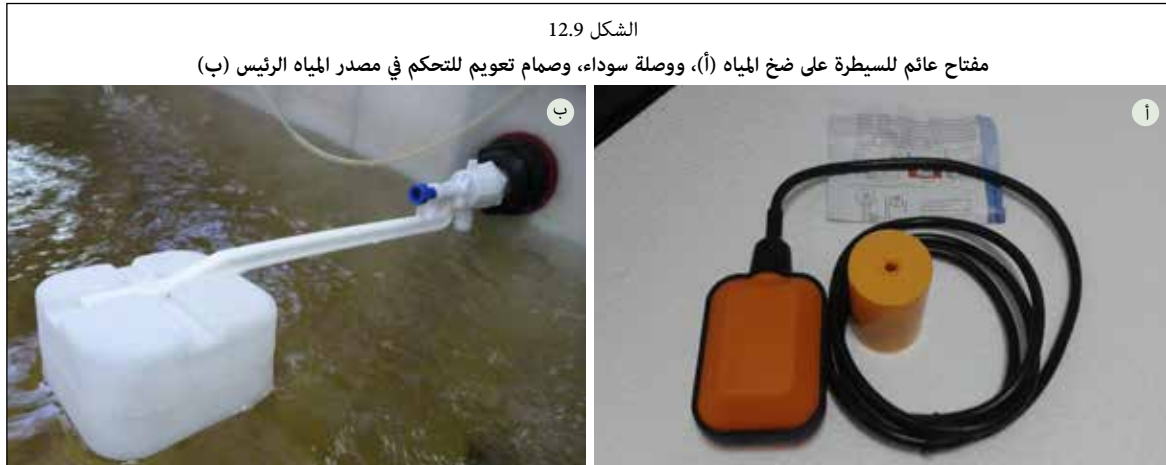 الشكل 12.9
مفتاح عائم للسيطرة على ضخ المياه (أ)، ووصلة سوداء، وصمام تعويم للتحكم في مصدر المياه الرئيس (ب)
أ
ب